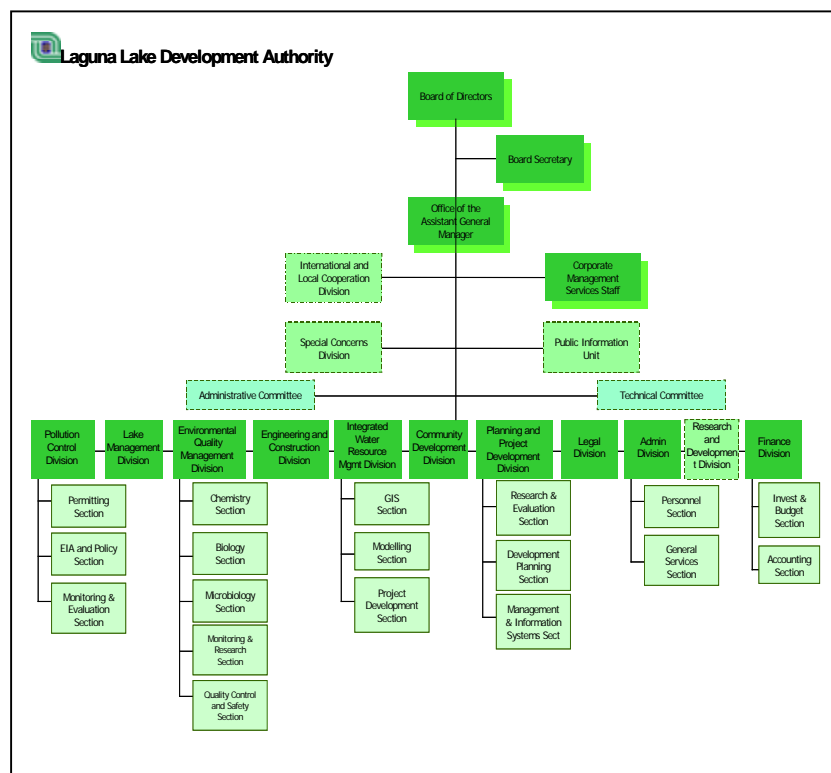 Laguna Lake Development Authority
Board of Directors
Board Secretary
Office of the
Assistant General
Manager
International and
Local Cooperation
Division
Corporate
Management
Services Staff
Special Concerns
Division
Public Information
Unit
Administrative Committee
Technical Committee
Pollution
Control
Division
Lake
Management
Division
Environmental
Quality
Management
Division
Engineering and
Construction Division
Integrated
Water
Resource
Mgmt Division
Community
Development
Division
Planning and
Project
Development
Division
Legal
Division
Admin
Division
Research
and
Developmen
t Division
Finance
Division
Permitting
Section
EIA and Policy
Section
Monitoring &
Evaluation
Section
Chemistry
Section
Biology
Section
Microbiology
Section
Monitoring &
Research
Section
Quality Control
and Safety
Section
GIS
Section
Modelling
Section
Project
Development
Section
Research &
Evaluation
Section
Development
Planning
Section
Management
& Information
Systems Sect
Personnel
Section
General
Services
Section
Invest &
Budget
Section
Accounting
Section